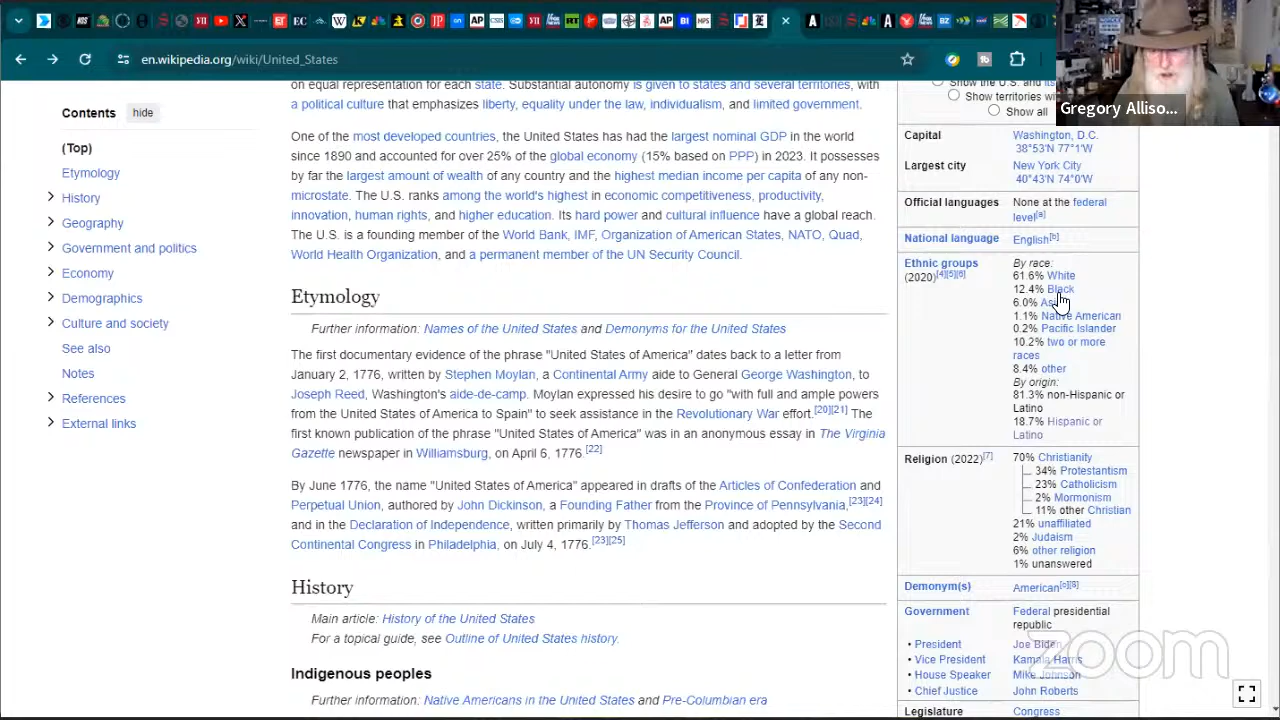 en.wikipedia.org/wiki/United_States
Gregory Alliso...
Contents hide
(Top)
Etymology
History
Geography
Government and politics
Economy
Demographics
Culture and society
See also
Notes
References
External links
on equal representation for each state. Substantial autonomy is given to states and several territories, with
a political culture that emphasizes liberty, equality under the law, individualism, and limited government.
One of the most developed countries, the United States has had the largest nominal GDP in the world
since 1890 and accounted for over 25% of the global economy (15% based on PPP) in 2023. It possesses
by far the largest amount of wealth of any country and the highest median income per capita of any non-
microstate. The U.S. ranks among the world's highest in economic competitiveness, productivity,
innovation, human rights, and higher education. Its hard power and cultural influence have a global reach.
The U.S. is a founding member of the World Bank, IMF, Organization of American States, NATO, Quad,
World Health Organization, and a permanent member of the UN Security Council.
Etymology
Further information: Names of the United States and Demonyms for the United States
The first documentary evidence of the phrase "United States of America" dates back to a letter from
January 2, 1776, written by Stephen Moylan, a Continental Army aide to General George Washington, to
Joseph Reed, Washington's aide-de-camp. Moylan expressed his desire to go "with full and ample powers
from the United States of America to Spain" to seek assistance in the Revolutionary War effort.[20][21] The
first known publication of the phrase "United States of America" was in an anonymous essay in The Virginia
Gazette newspaper in Williamsburg, on April 6, 1776.[22]
By June 1776, the name "United States of America" appeared in drafts of the Articles of Confederation and
Perpetual Union, authored by John Dickinson, a Founding Father from the Province of Pennsylvania,[23][24]
and in the Declaration of Independence, written primarily by Thomas Jefferson and adopted by the Second
Continental Congress in Philadelphia, on July 4, 1776.[23][25]
History
Main article: History of the United States
For a topical guide, see Outline of United States history.
Indigenous peoples
Further information: Native Americans in the United States and Pre-Columbian era
Show the U.S. and its
Show territories wi
Show all
Capital Washington, D.C.
38°53′N 77°1′W
Largest city New York City
40°43′N 74°0′W
Official languages None at the federal
level[a]
National language English[b]
Ethnic groups By race:
(2020)[4][5][6] 61.6% White
12.4% Black
6.0% As
1.1% Native American
0.2% Pacific Islander
10.2% two or more
races
8.4% other
By origin:
81.3% non-Hispanic or
Latino
18.7% Hispanic or
Latino
Religion (2022)[7] 70% Christianity
34% Protestantism
23% Catholicism
2% Mormonism
11% other Christian
21% unaffiliated
2% Judaism
6% other religion
1% unanswered
Demonym(s) American[c][8]
Government Federal presidential
republic
• President Joe Biden
• Vice President Kamala Harris
• House Speaker Mike Johnson
• Chief Justice John Roberts
Legislature Congress
zoom